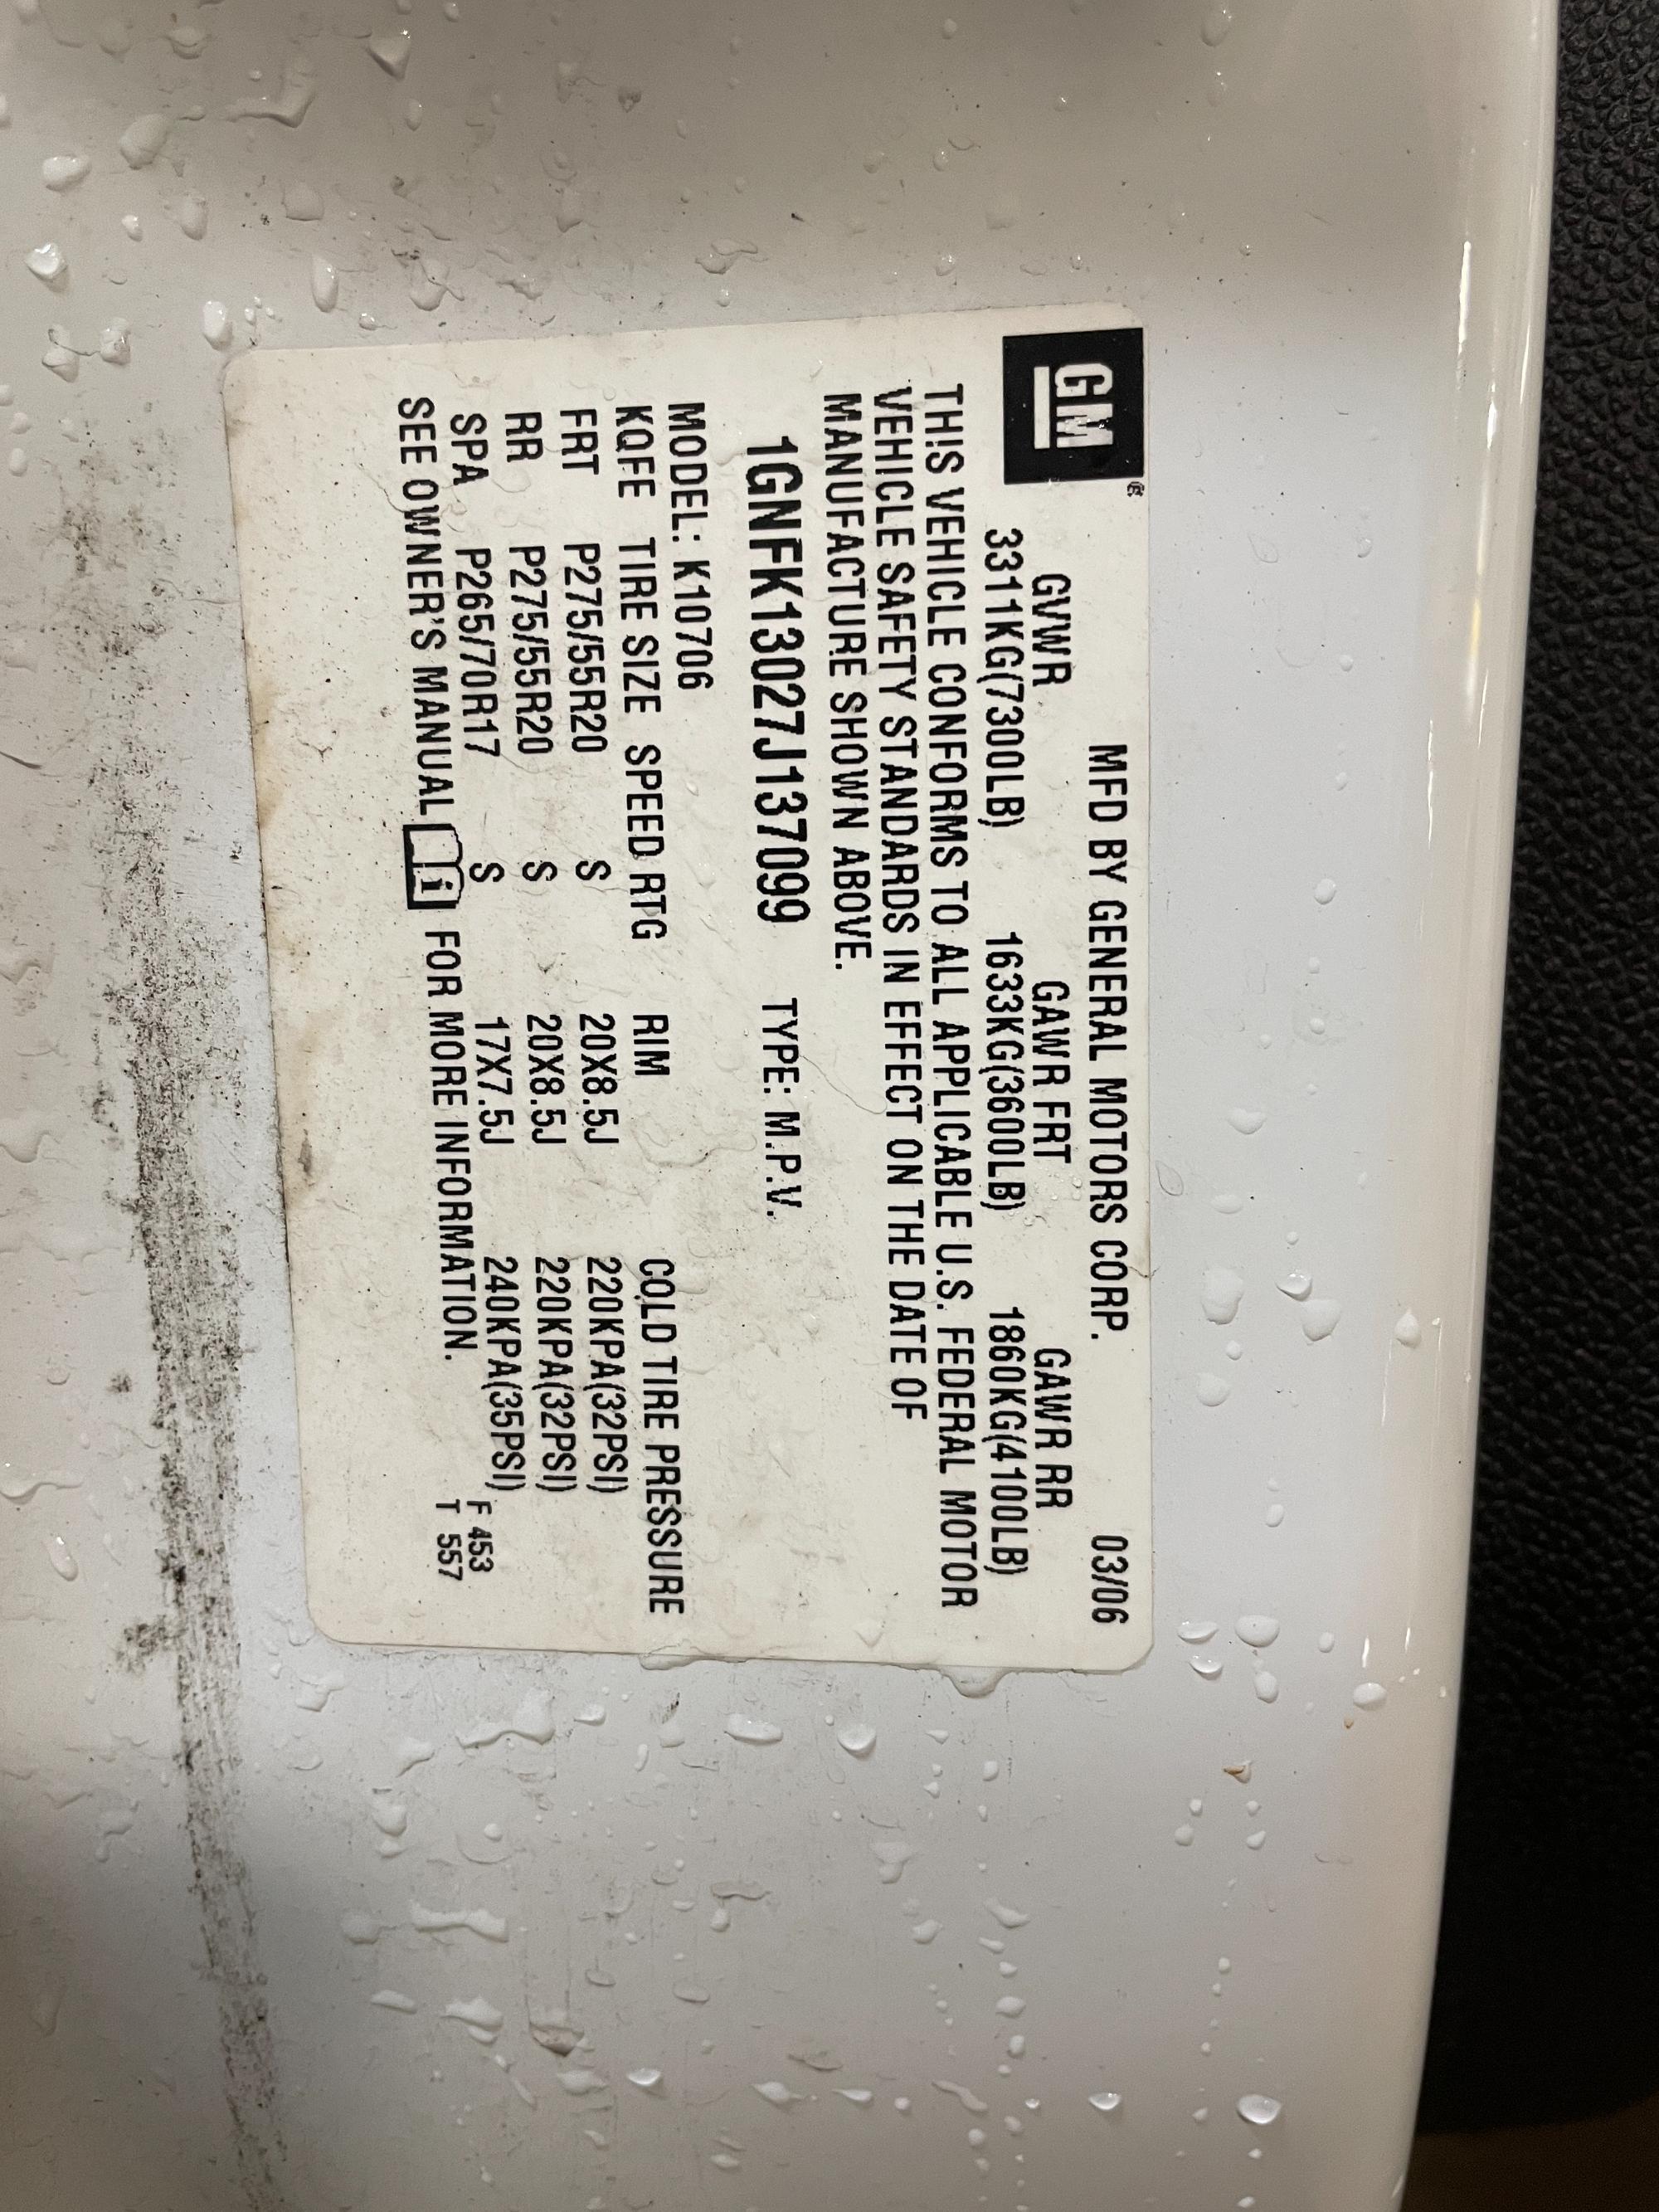 GM®
MFD BY GENERAL MOTORS CORP. 03/06
GVWR GAWR FRT GAWR RR
3311KG(7300LB) 1633KG(3600LB) 1860KG(4100LB)
THIS VEHICLE CONFORMS TO ALL APPLICABLE U.S. FEDERAL MOTOR
VEHICLE SAFETY STANDARDS IN EFFECT ON THE DATE OF
MANUFACTURE SHOWN ABOVE.
1GNFK13027J137099 TYPE: M.P.V.
MODEL: K10706
KQFE TIRE SIZE SPEED RTG RIM COLD TIRE PRESSURE
FRT P275/55R20 S 20X8.5J 220KPA(32PSI)
RR P275/55R20 S 20X8.5J 220KPA(32PSI)
SPA P265/70R17 S 17X7.5J 240KPA(35PSI) F 453
SEE OWNER'S MANUAL i FOR MORE INFORMATION. T 557